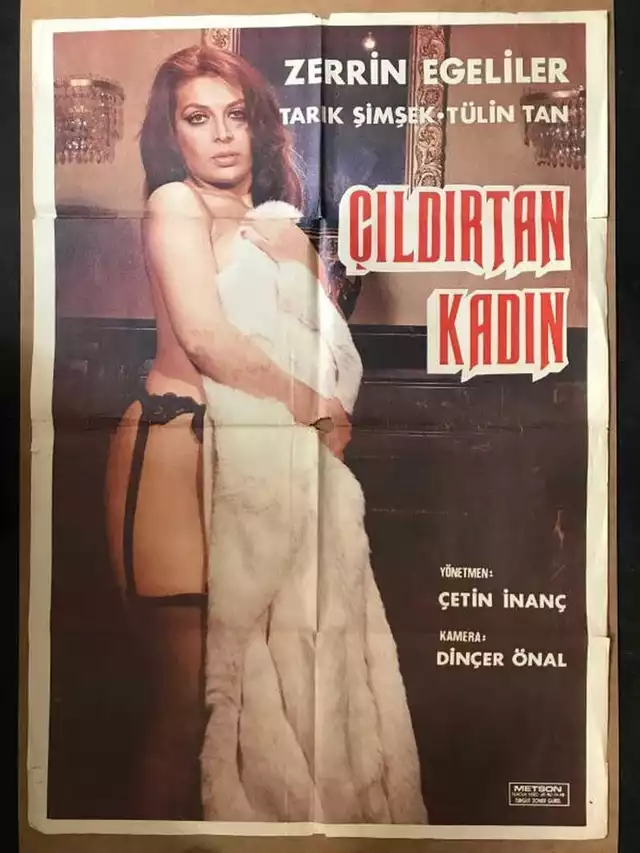 ZERRİN EGELİLER
TARIK ŞİMŞEK • TÜLİN TAN
ÇILDIRTAN
KADIN
YÖNETMEN:
ÇETİN İNANÇ
KAMERA:
DİNÇER ÖNAL
METSON